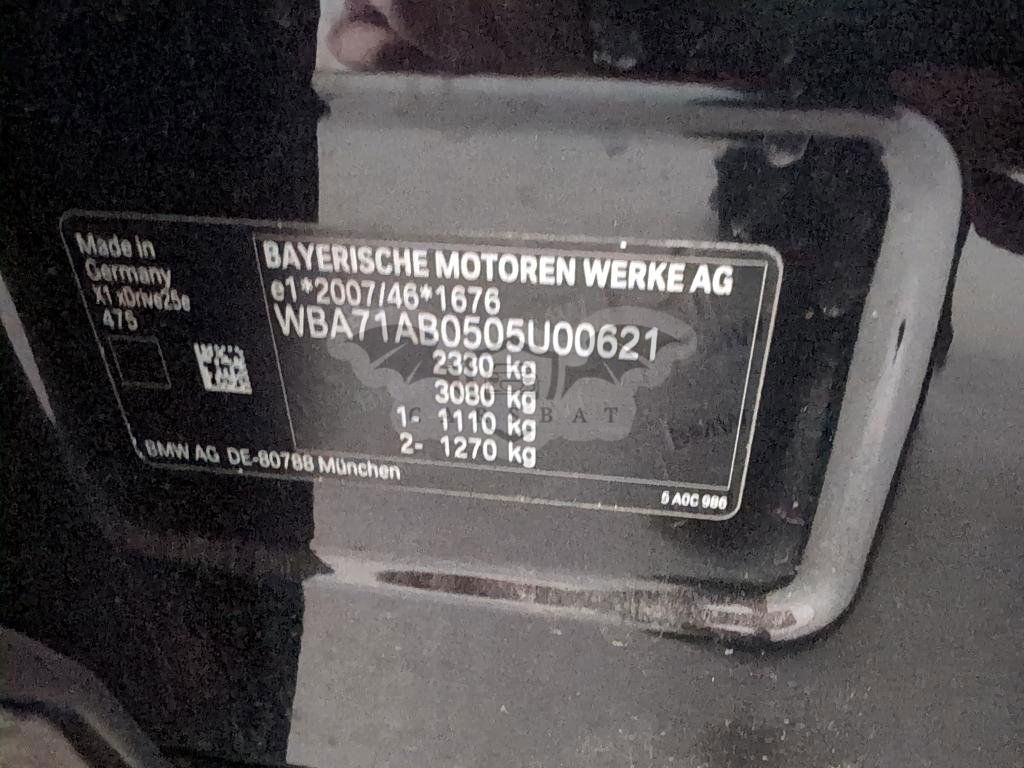 Made in
Germany
X1 xDrive25e
475
BAYERISCHE MOTOREN WERKE AG
e1*2007/46*1676
WBA71AB0505U00621
2330 kg
3080 kg
1- 1110 kg
2- 1270 kg
BMW AG DE-80788 München
5 A0C 986